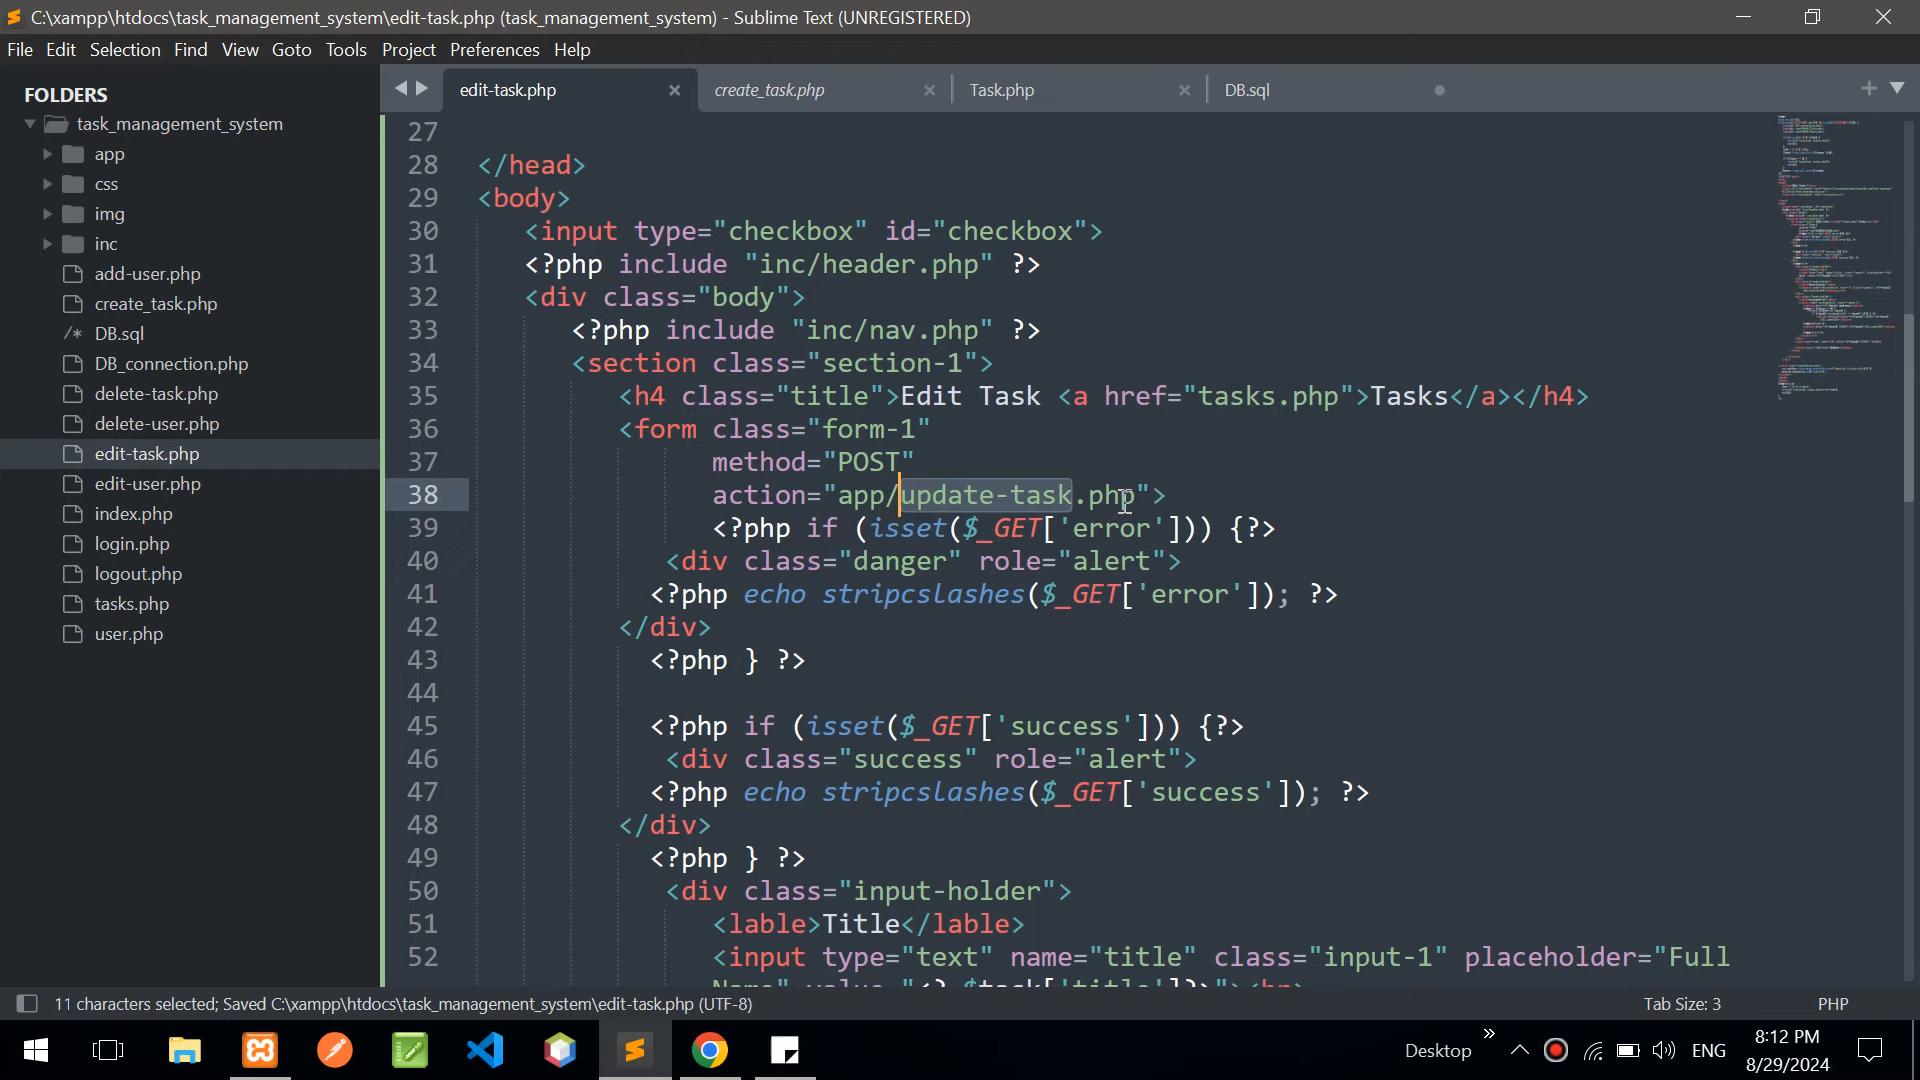 C:\xampp\htdocs\task_management_system\edit-task.php (task_management_system) - Sublime Text (UNREGISTERED)
File Edit Selection Find View Goto Tools Project Preferences Help
FOLDERS
task_management_system
app
css
img
inc
add-user.php
create_task.php
/* DB.sql
DB_connection.php
delete-task.php
delete-user.php
edit-task.php
edit-user.php
index.php
login.php
logout.php
tasks.php
user.php
edit-task.php create_task.php Task.php DB.sql
27
28 </head>
29 <body>
30 <input type="checkbox" id="checkbox">
31 <?php include "inc/header.php" ?>
32 <div class="body">
33 <?php include "inc/nav.php" ?>
34 <section class="section-1">
35 <h4 class="title">Edit Task <a href="tasks.php">Tasks</a></h4>
36 <form class="form-1"
37 method="POST"
38 action="app/update-task.php">
39 <?php if (isset($_GET['error'])) {?>
40 <div class="danger" role="alert">
41 <?php echo stripcslashes($_GET['error']); ?>
42 </div>
43 <?php } ?>
44
45 <?php if (isset($_GET['success'])) {?>
46 <div class="success" role="alert">
47 <?php echo stripcslashes($_GET['success']); ?>
48 </div>
49 <?php } ?>
50 <div class="input-holder">
51 <lable>Title</lable>
52 <input type="text" name="title" class="input-1" placeholder="Full
11 characters selected; Saved C:\xampp\htdocs\task_management_system\edit-task.php (UTF-8)
Tab Size: 3 PHP
Desktop ENG
8:12 PM
8/29/2024